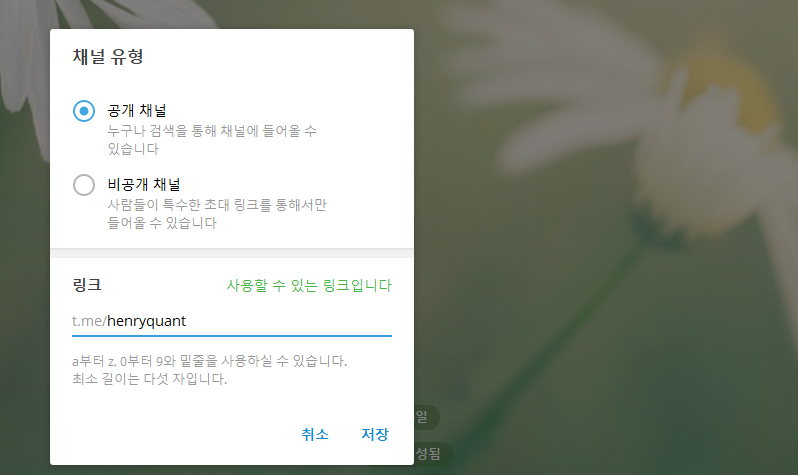 채널 유형
공개 채널
누구나 검색을 통해 채널에 들어올 수
있습니다
비공개 채널
사람들이 특수한 초대 링크를 통해서만
들어올 수 있습니다
링크 사용할 수 있는 링크입니다
t.me/henryquant
a부터 z, 0부터 9와 밑줄을 사용하실 수 있습니다.
최소 길이는 다섯 자입니다.
일
취소 저장
성됨